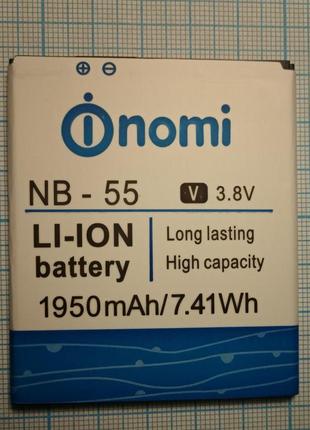 nomi
NB - 55 V 3.8V
LI-ION battery
Long lasting
High capacity
1950mAh/7.41Wh